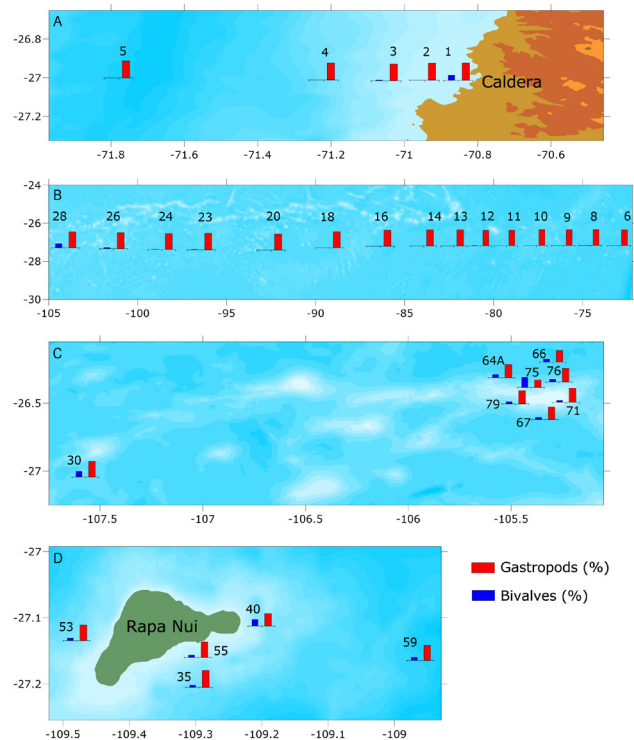 A
-26.6
-27
-27.2
5 4 3 2 1
Caldera
-71.8 -71.6 -71.4 -71.2 -71 -70.8 -70.6
B
-24
-26
-28
-30
28 26 24 23 20 18 16 14 13 12 11 10 9 8 6
-105 -100 -95 -90 -85 -80 -75
C
-26.5
-27
64A 66
75 76
79 71
67
30
-107.5 -107 -106.5 -106 -105.5
D
-27
-27.1
-27.2
53 Rapa Nui 40
55 59
35
-109.5 -109.4 -109.3 -109.2 -109.1 -109
Gastropods (%)
Bivalves (%)